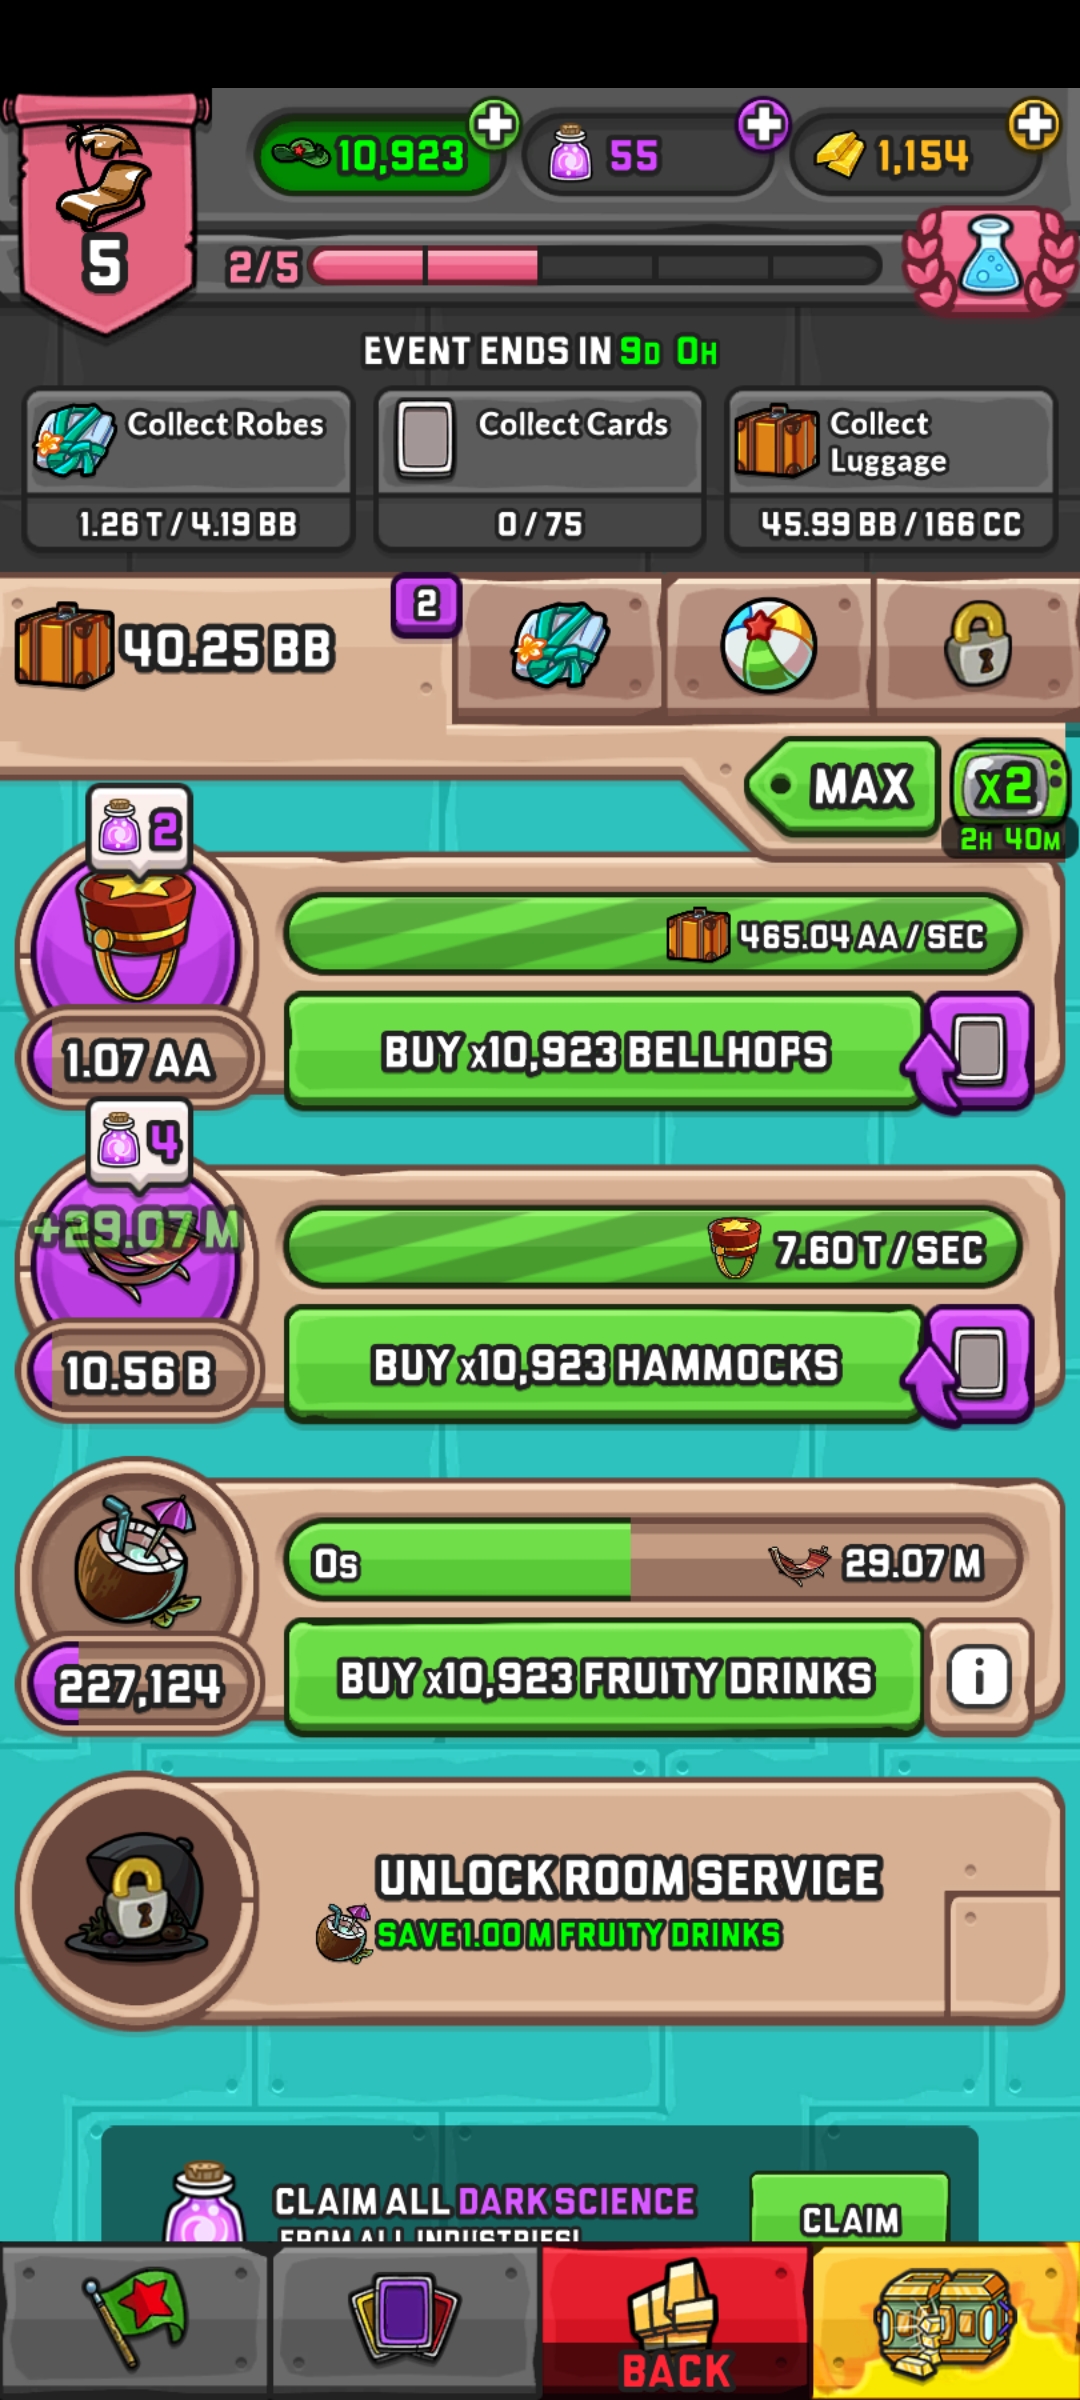 10,923
55
1,154
5
2/5
EVENT ENDS IN 9D 0H
Collect Robes
1.26 T / 4.19 BB
Collect Cards
0 / 75
Collect
Luggage
45.99 BB / 166 CC
40.25 BB
2
MAX
x2
2H 40M
2
465.04 AA / SEC
1.07 AA
BUY x10,923 BELLHOPS
4
+29.07 M
7.60 T / SEC
10.56 B
BUY x10,923 HAMMOCKS
0s
29.07 M
227,124
BUY x10,923 FRUITY DRINKS
i
UNLOCK ROOM SERVICE
SAVE 1.00 M FRUITY DRINKS
CLAIM ALL DARK SCIENCE
FROM ALL INDUSTRIES!
CLAIM
BACK